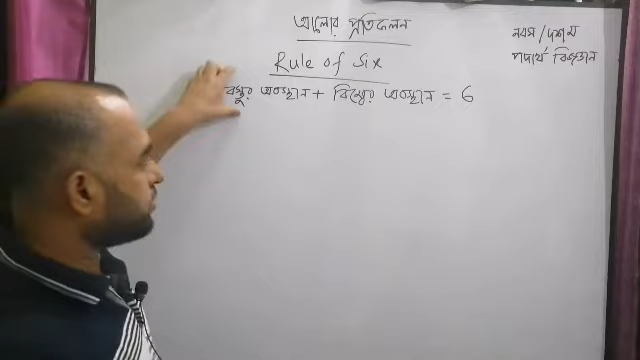 আলোর প্রতিফলন
নবম/দশম
পদার্থ বিজ্ঞান
Rule of Six
বস্তুর অবস্থান + বিম্বের অবস্থান = 6